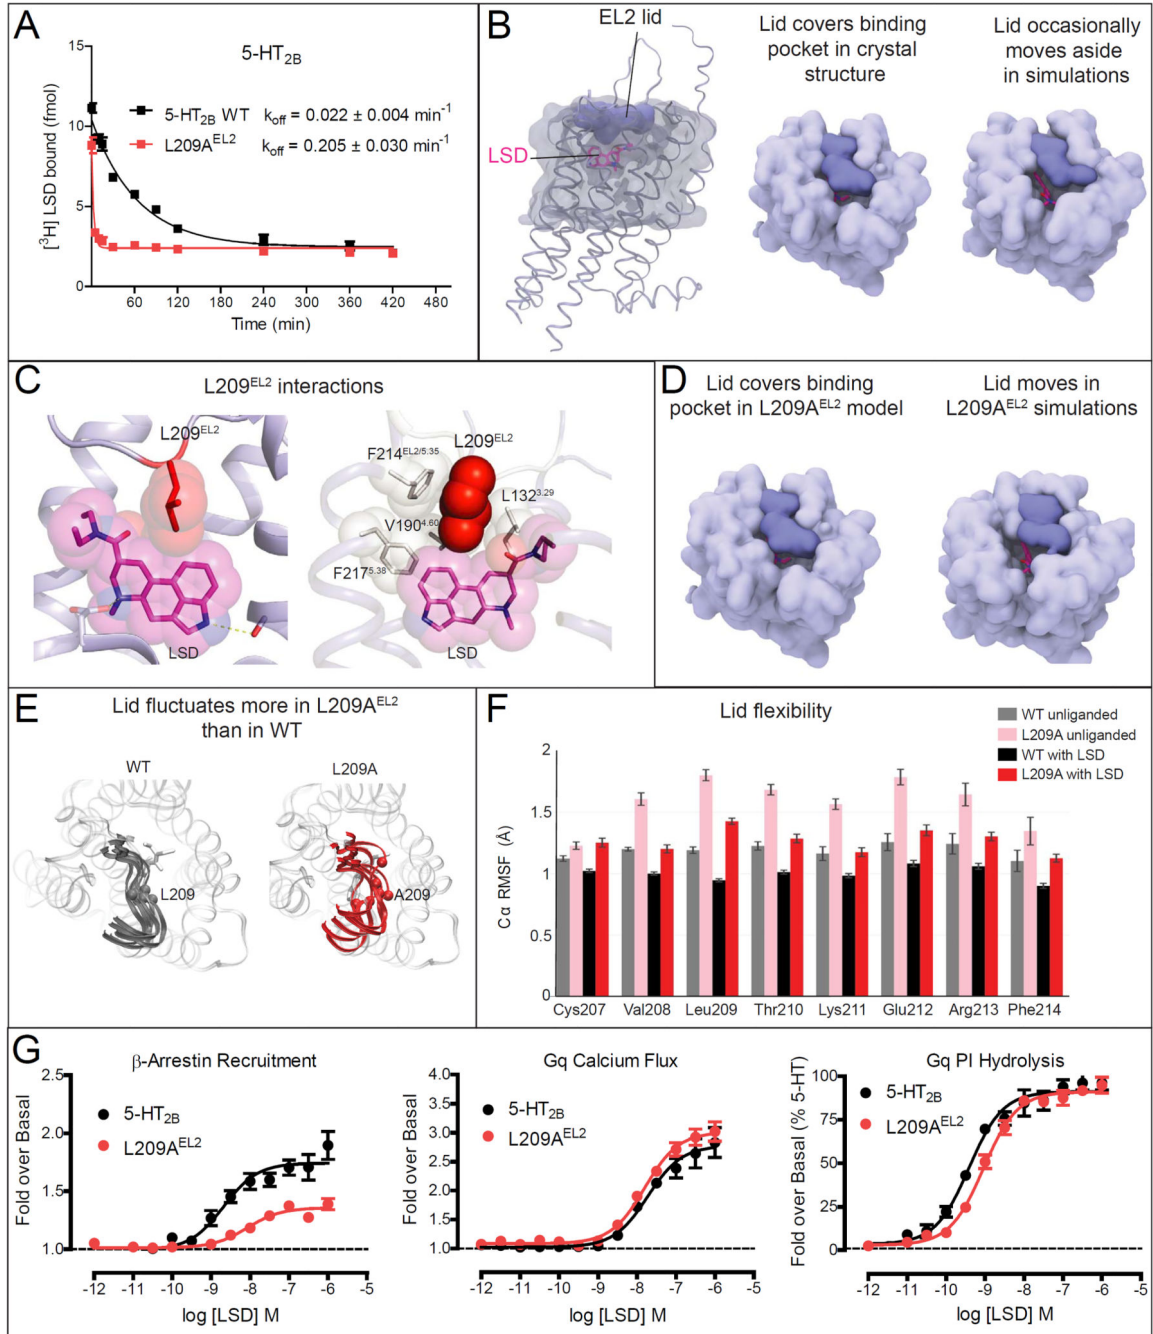 A
5-HT2B
15
10
5
0
[3H] LSD bound (fmol)
5-HT2B WT koff = 0.022 ± 0.004 min-1
L209AEL2 koff = 0.205 ± 0.030 min-1
60 120 180 240 300 360 420 480
Time (min)
B
EL2 lid
LSD
Lid covers binding
pocket in crystal
structure
Lid occasionally
moves aside
in simulations
C
L209EL2 interactions
L209EL2
LSD
L209EL2
F214EL2/5.35
L1323.29
V1904.60
F2175.38
LSD
D
Lid covers binding
pocket in L209AEL2 model
Lid moves in
L209AEL2 simulations
E
Lid fluctuates more in L209AEL2
than in WT
WT
L209A
L209
A209
F
Lid flexibility
WT unliganded
L209A unliganded
WT with LSD
L209A with LSD
2
1.5
1
0.5
0
Cα RMSF (Å)
Cys207 Val208 Leu209 Thr210 Lys211 Glu212 Arg213 Phe214
G
β-Arrestin Recruitment
2.5
2.0
1.5
1.0
Fold over Basal
5-HT2B
L209AEL2
-12 -11 -10 -9 -8 -7 -6 -5
log [LSD] M
Gq Calcium Flux
4.0
3.5
3.0
2.5
2.0
1.5
1.0
Fold over Basal
5-HT2B
L209AEL2
-12 -11 -10 -9 -8 -7 -6 -5
log [LSD] M
Gq PI Hydrolysis
100
75
50
25
0
Fold over Basal (% 5-HT)
5-HT2B
L209AEL2
-12 -11 -10 -9 -8 -7 -6 -5
log [LSD] M